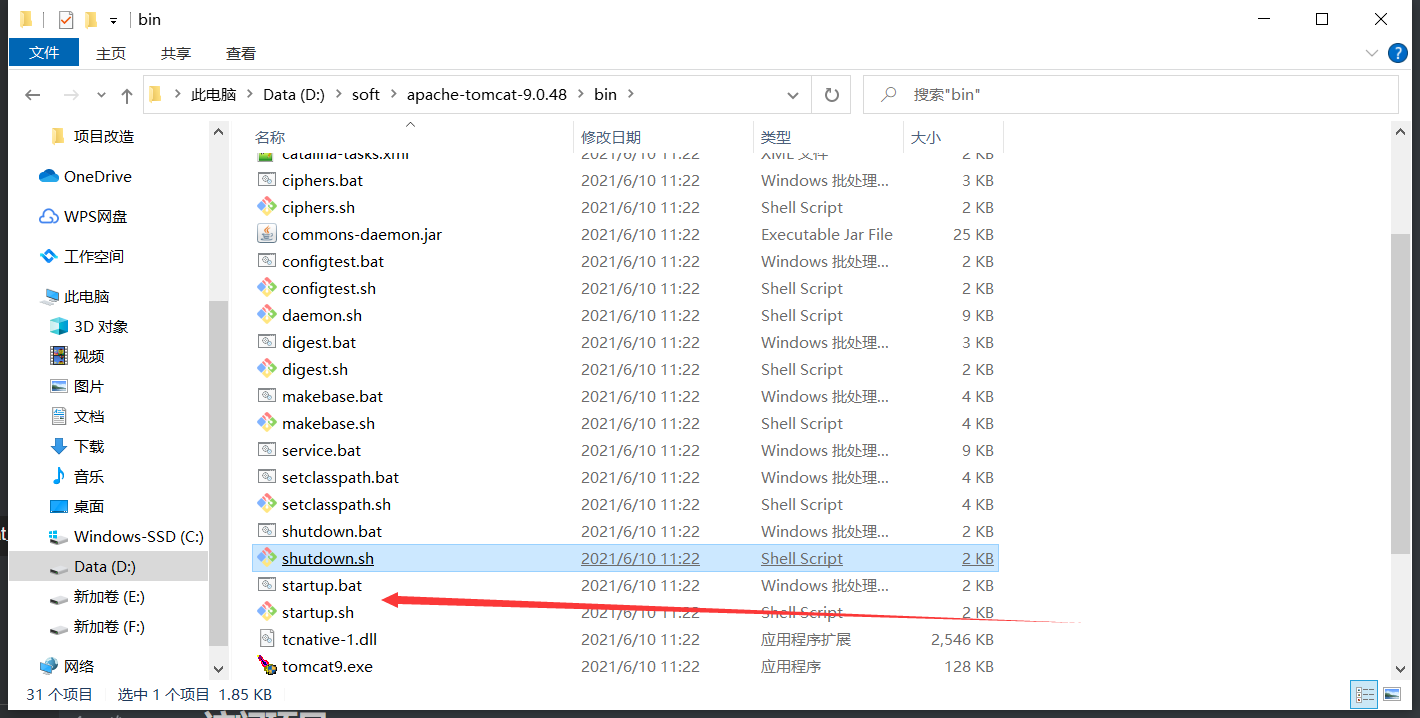 bin
文件 主页 共享 查看
此电脑 Data (D:) soft apache-tomcat-9.0.48 bin 搜索"bin"
名称 修改日期 类型 大小
项目改造
OneDrive
WPS网盘
工作空间
此电脑
3D 对象
视频
图片
文档
下载
音乐
桌面
Windows-SSD (C:)
Data (D:)
新加卷 (E:)
新加卷 (F:)
网络
catalina-tasks.xml 2021/6/10 11:22 XML 文件 2 KB
ciphers.bat 2021/6/10 11:22 Windows 批处理... 3 KB
ciphers.sh 2021/6/10 11:22 Shell Script 2 KB
commons-daemon.jar 2021/6/10 11:22 Executable Jar File 25 KB
configtest.bat 2021/6/10 11:22 Windows 批处理... 2 KB
configtest.sh 2021/6/10 11:22 Shell Script 2 KB
daemon.sh 2021/6/10 11:22 Shell Script 9 KB
digest.bat 2021/6/10 11:22 Windows 批处理... 3 KB
digest.sh 2021/6/10 11:22 Shell Script 2 KB
makebase.bat 2021/6/10 11:22 Windows 批处理... 4 KB
makebase.sh 2021/6/10 11:22 Shell Script 4 KB
service.bat 2021/6/10 11:22 Windows 批处理... 9 KB
setclasspath.bat 2021/6/10 11:22 Windows 批处理... 4 KB
setclasspath.sh 2021/6/10 11:22 Shell Script 4 KB
shutdown.bat 2021/6/10 11:22 Windows 批处理... 2 KB
shutdown.sh 2021/6/10 11:22 Shell Script 2 KB
startup.bat 2021/6/10 11:22 Windows 批处理... 2 KB
startup.sh 2021/6/10 11:22 Shell Script 2 KB
tcnative-1.dll 2021/6/10 11:22 应用程序扩展 2,546 KB
tomcat9.exe 2021/6/10 11:22 应用程序 128 KB
31 个项目 选中 1 个项目 1.85 KB